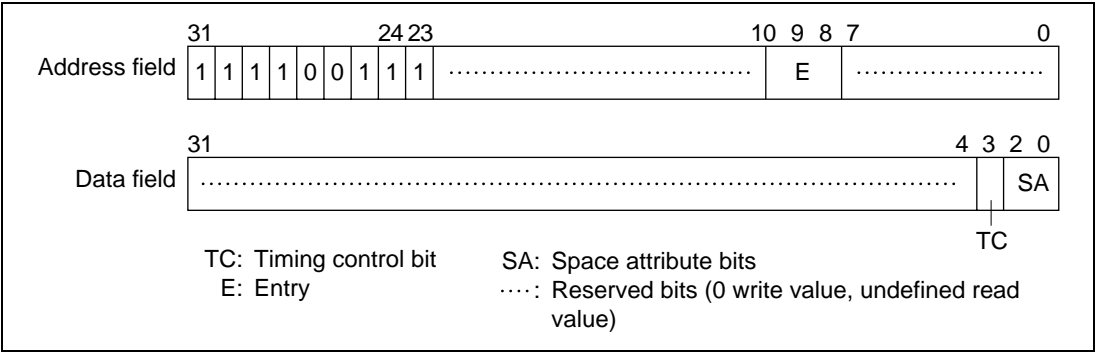 31 24 23 10 9 8 7 0
Address field 1 1 1 1 0 0 1 1 1 ........ E ........
31 4 3 2 0
Data field ........ SA
TC
TC: Timing control bit
E: Entry
SA: Space attribute bits
····: Reserved bits (0 write value, undefined read
value)